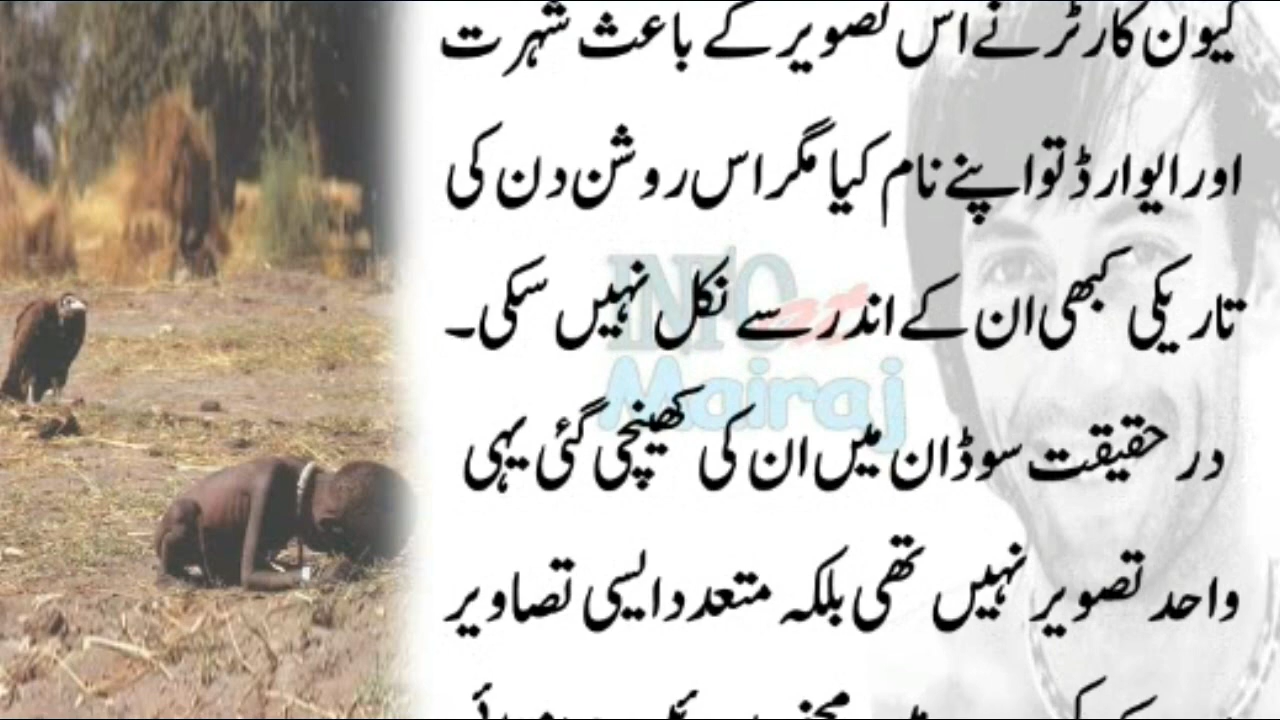 کیون کارٹر نے اس تصویر کے باعث شہرت
اور ایوارڈ تو اپنے نام کیا مگر اس روشن دن کی
تاریکی کبھی ان کے اندر سے نکل نہیں سکی۔
INFO
Mairaj
در حقیقت سوڈان میں ان کی کھینچی گئی یہی
واحد تصویر نہیں تھی بلکہ متعدد ایسی تصاویر